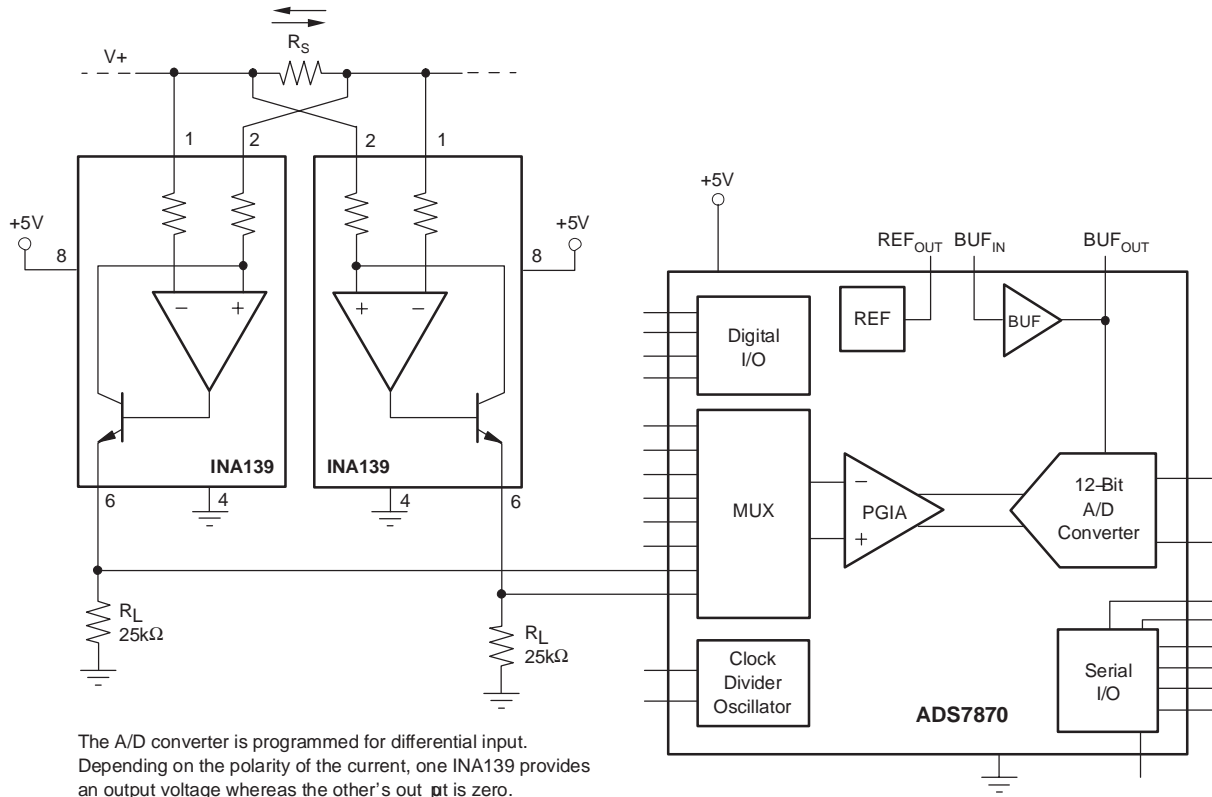 R_S
V+
1 2 2 1
+5V
8
8
+5V
− +
+ −
INA139
INA139
6 4 4 6
R_L
25kΩ
R_L
25kΩ
+5V
REF_OUT BUF_IN BUF_OUT
REF
BUF
Digital
I/O
MUX
−
PGIA
+
12–Bit
A/D
Converter
Clock
Divider
Oscillator
Serial
I/O
ADS7870
The A/D converter is programmed for differential input.
Depending on the polarity of the current, one INA139 provides
an output voltage whereas the other's out put is zero.